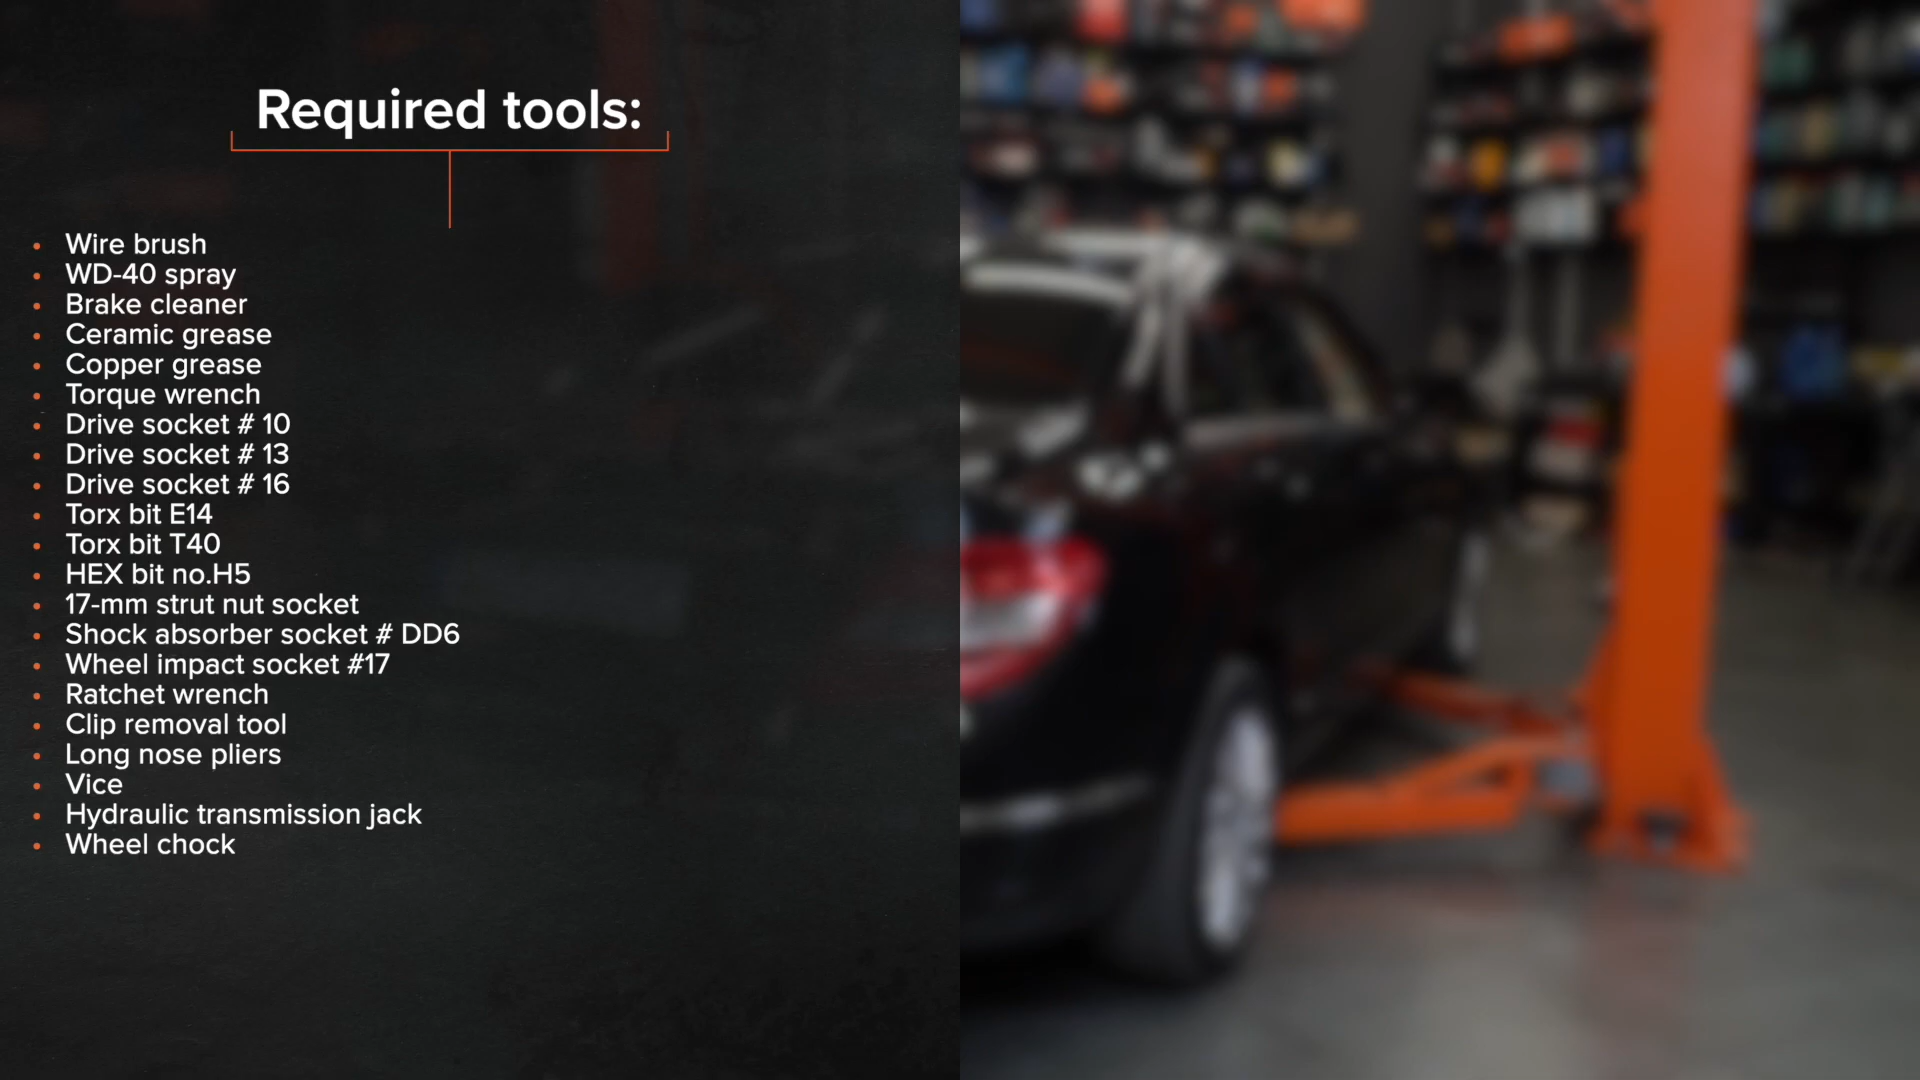 Required tools:
Wire brush
WD-40 spray
Brake cleaner
Ceramic grease
Copper grease
Torque wrench
Drive socket # 10
Drive socket # 13
Drive socket # 16
Torx bit E14
Torx bit T40
HEX bit no.H5
17-mm strut nut socket
Shock absorber socket # DD6
Wheel impact socket #17
Ratchet wrench
Clip removal tool
Long nose pliers
Vice
Hydraulic transmission jack
Wheel chock